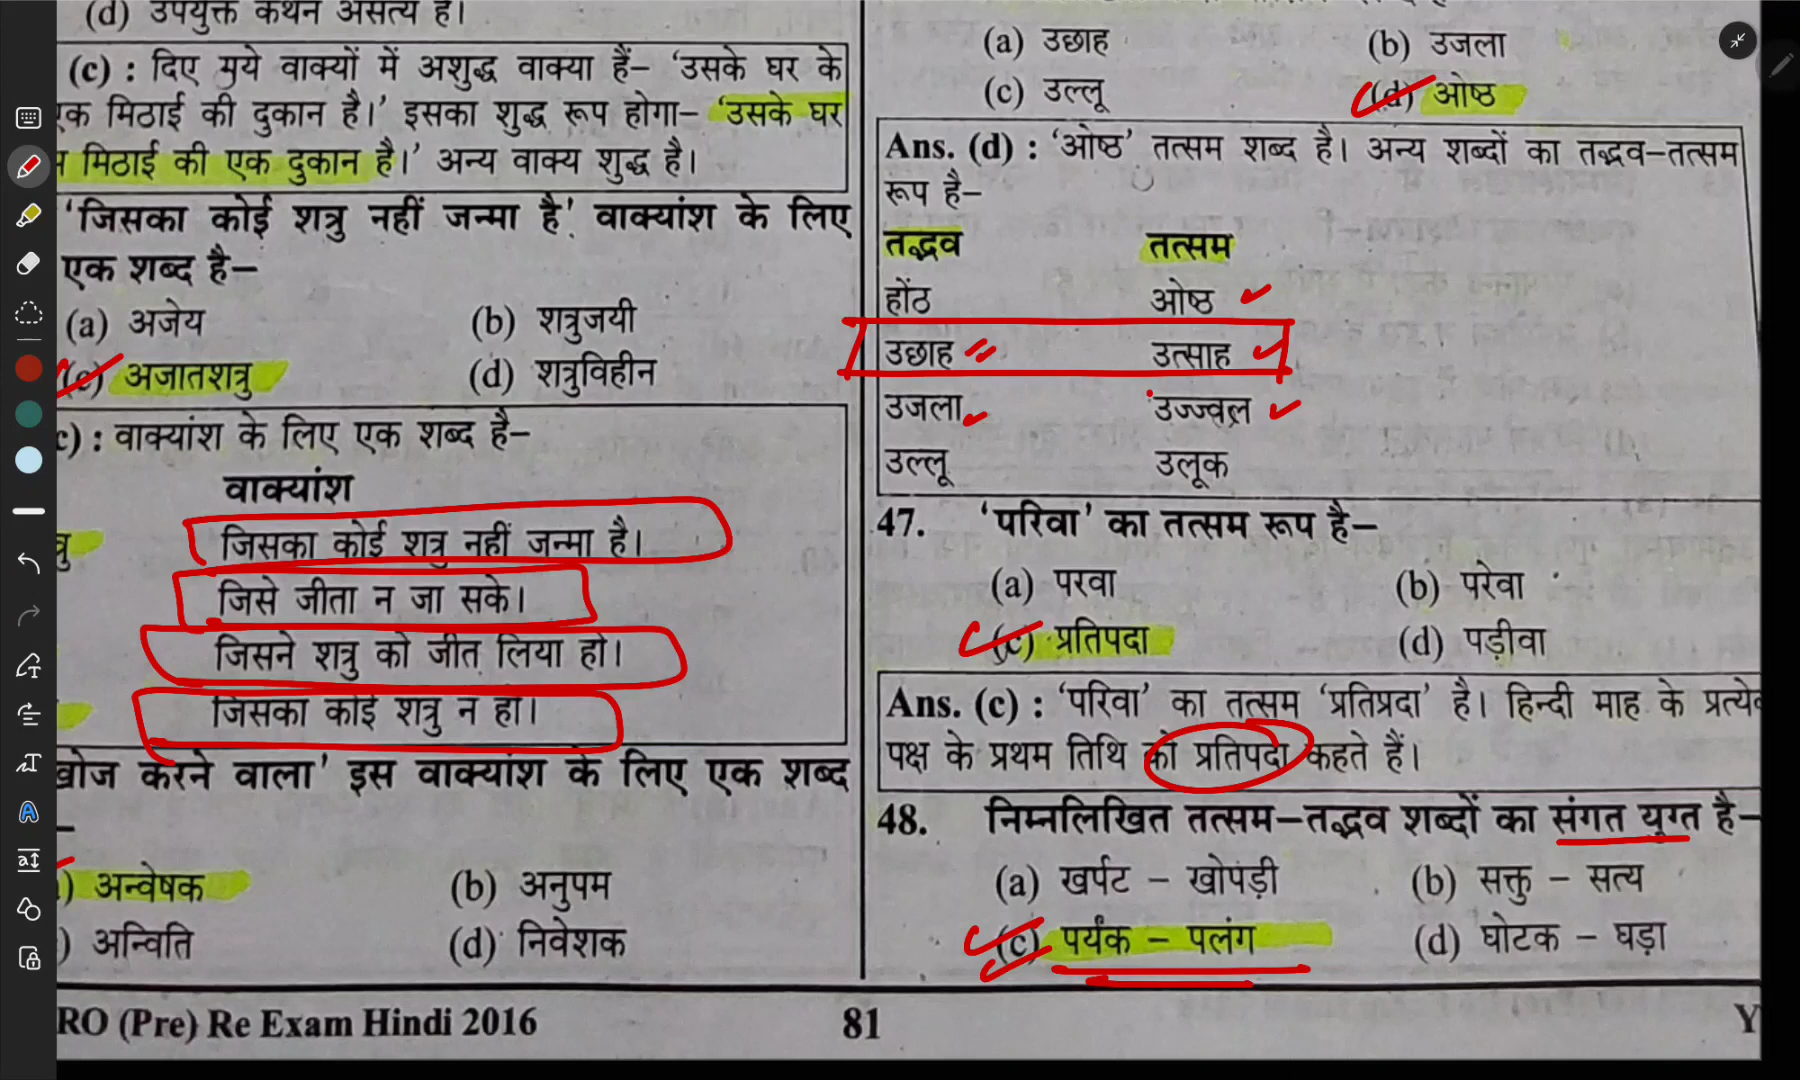 (d) उपर्युक्त कथन असत्य है।
(c) : दिए गये वाक्यों में अशुद्ध वाक्या हैं– 'उसके घर के
एक मिठाई की दुकान है।' इसका शुद्ध रूप होगा– 'उसके घर
मिठाई की एक दुकान है।' अन्य वाक्य शुद्ध है।
'जिसका कोई शत्रु नहीं जन्मा है' वाक्यांश के लिए
एक शब्द है–
(a) अजेय (b) शत्रुजयी
(c) अजातशत्रु (d) शत्रुविहीन
c) : वाक्यांश के लिए एक शब्द है–
वाक्यांश
जिसका कोई शत्रु नहीं जन्मा है।
जिसे जीता न जा सके।
जिसने शत्रु को जीत लिया हो।
जिसका कोई शत्रु न हो।
खोज करने वाला' इस वाक्यांश के लिए एक शब्द
–
) अन्वेषक (b) अनुपम
) अन्विति (d) निवेशक
(a) उछाह (b) उजला
(c) उल्लू (d) ओष्ठ
Ans. (d) : 'ओष्ठ' तत्सम शब्द है। अन्य शब्दों का तद्भव–तत्सम
रूप है–
तद्भव तत्सम
होंठ ओष्ठ
उछाह उत्साह
उजला उज्ज्वल
उल्लू उलूक
47. 'परिवा' का तत्सम रूप है–
(a) परवा (b) परेवा
(c) प्रतिपदा (d) पड़ीवा
Ans. (c) : 'परिवा' का तत्सम 'प्रतिप्रदा' है। हिन्दी माह के
पक्ष के प्रथम तिथि को प्रतिपदा कहते हैं।
48. निम्नलिखित तत्सम–तद्भव शब्दों का संगत युग्त है–
(a) खर्पट – खोपड़ी (b) सक्तु – सत्य
(c) पर्यंक – पलंग (d) घोटक – घड़ा
RO (Pre) Re Exam Hindi 2016 81 Y